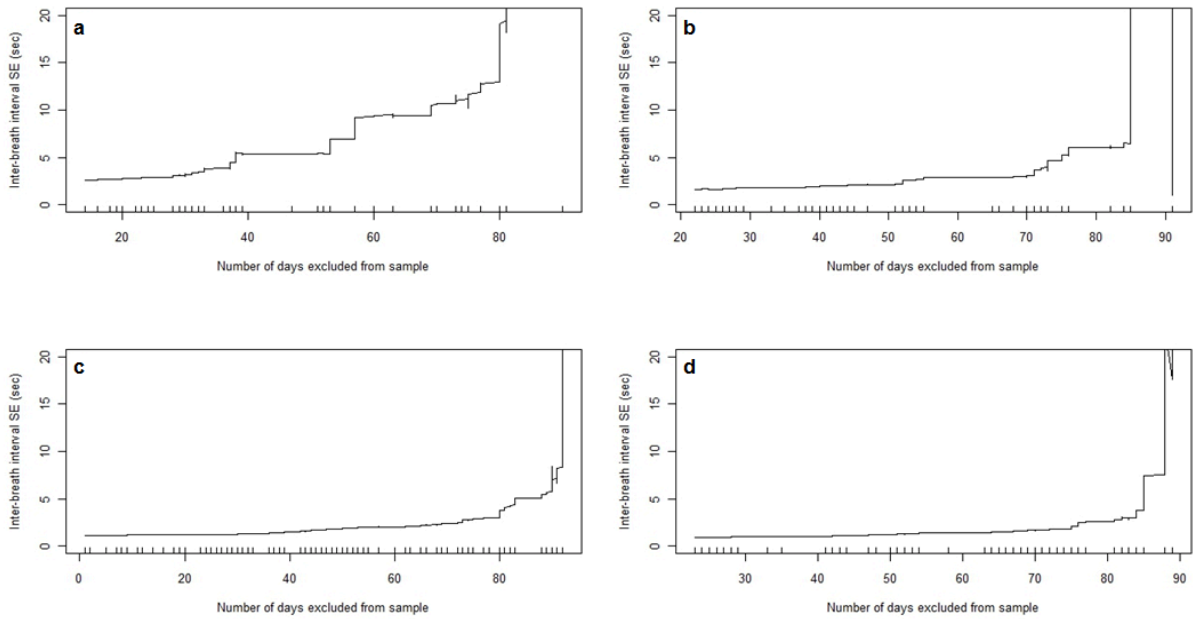 a
Inter-breath interval SE (sec)
20
15
10
5
0
20 40 60 80
Number of days excluded from sample
b
Inter-breath interval SE (sec)
20
15
10
5
0
20 30 40 50 60 70 80 90
Number of days excluded from sample
c
Inter-breath interval SE (sec)
20
15
10
5
0
0 20 40 60 80
Number of days excluded from sample
d
Inter-breath interval SE (sec)
20
15
10
5
0
30 40 50 60 70 80 90
Number of days excluded from sample